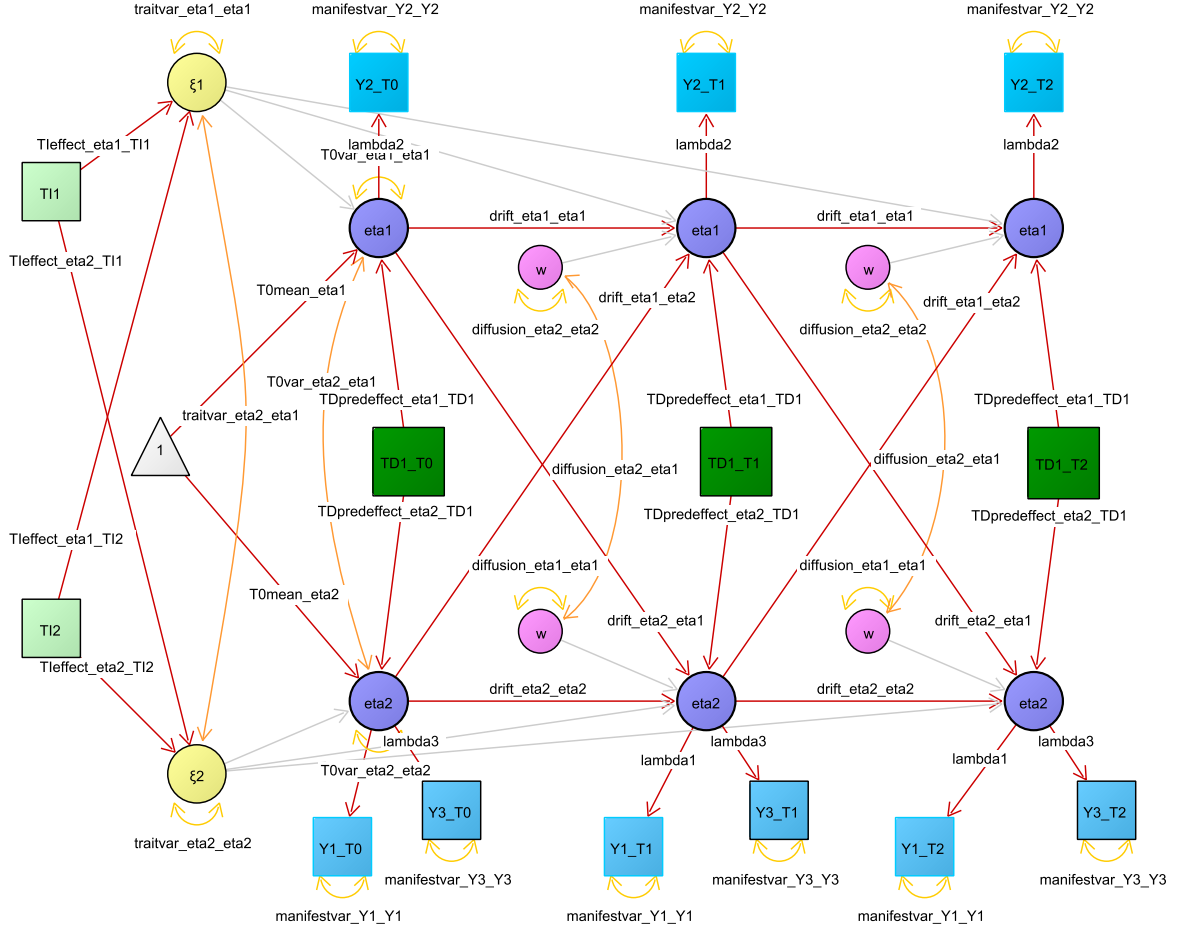 traitvar_eta1_eta1
manifestvar_Y2_Y2
manifestvar_Y2_Y2
manifestvar_Y2_Y2
ξ1
Y2_T0
Y2_T1
Y2_T2
TIeffect_eta1_TI1
lambda2
lambda2
lambda2
T0var_eta1_eta1
TI1
eta1
drift_eta1_eta1
eta1
drift_eta1_eta1
eta1
TIeffect_eta2_TI1
w
w
T0mean_eta1
drift_eta1_eta2
drift_eta1_eta2
diffusion_eta2_eta2
diffusion_eta2_eta2
T0var_eta2_eta1
TDpredeffect_eta1_TD1
TDpredeffect_eta1_TD1
TDpredeffect_eta1_TD1
traitvar_eta2_eta1
1
TD1_T0
diffusion_eta2_eta1
TD1_T1
diffusion_eta2_eta1
TD1_T2
TDpredeffect_eta2_TD1
TDpredeffect_eta2_TD1
TDpredeffect_eta2_TD1
TIeffect_eta1_TI2
diffusion_eta1_eta1
diffusion_eta1_eta1
T0mean_eta2
drift_eta2_eta1
drift_eta2_eta1
TI2
w
w
TIeffect_eta2_TI2
eta2
drift_eta2_eta2
eta2
drift_eta2_eta2
eta2
lambda3
lambda3
lambda3
lambda1
lambda1
T0var_eta2_eta2
ξ2
Y3_T0
Y3_T1
Y3_T2
traitvar_eta2_eta2
Y1_T0
Y1_T1
Y1_T2
manifestvar_Y3_Y3
manifestvar_Y3_Y3
manifestvar_Y3_Y3
manifestvar_Y1_Y1
manifestvar_Y1_Y1
manifestvar_Y1_Y1